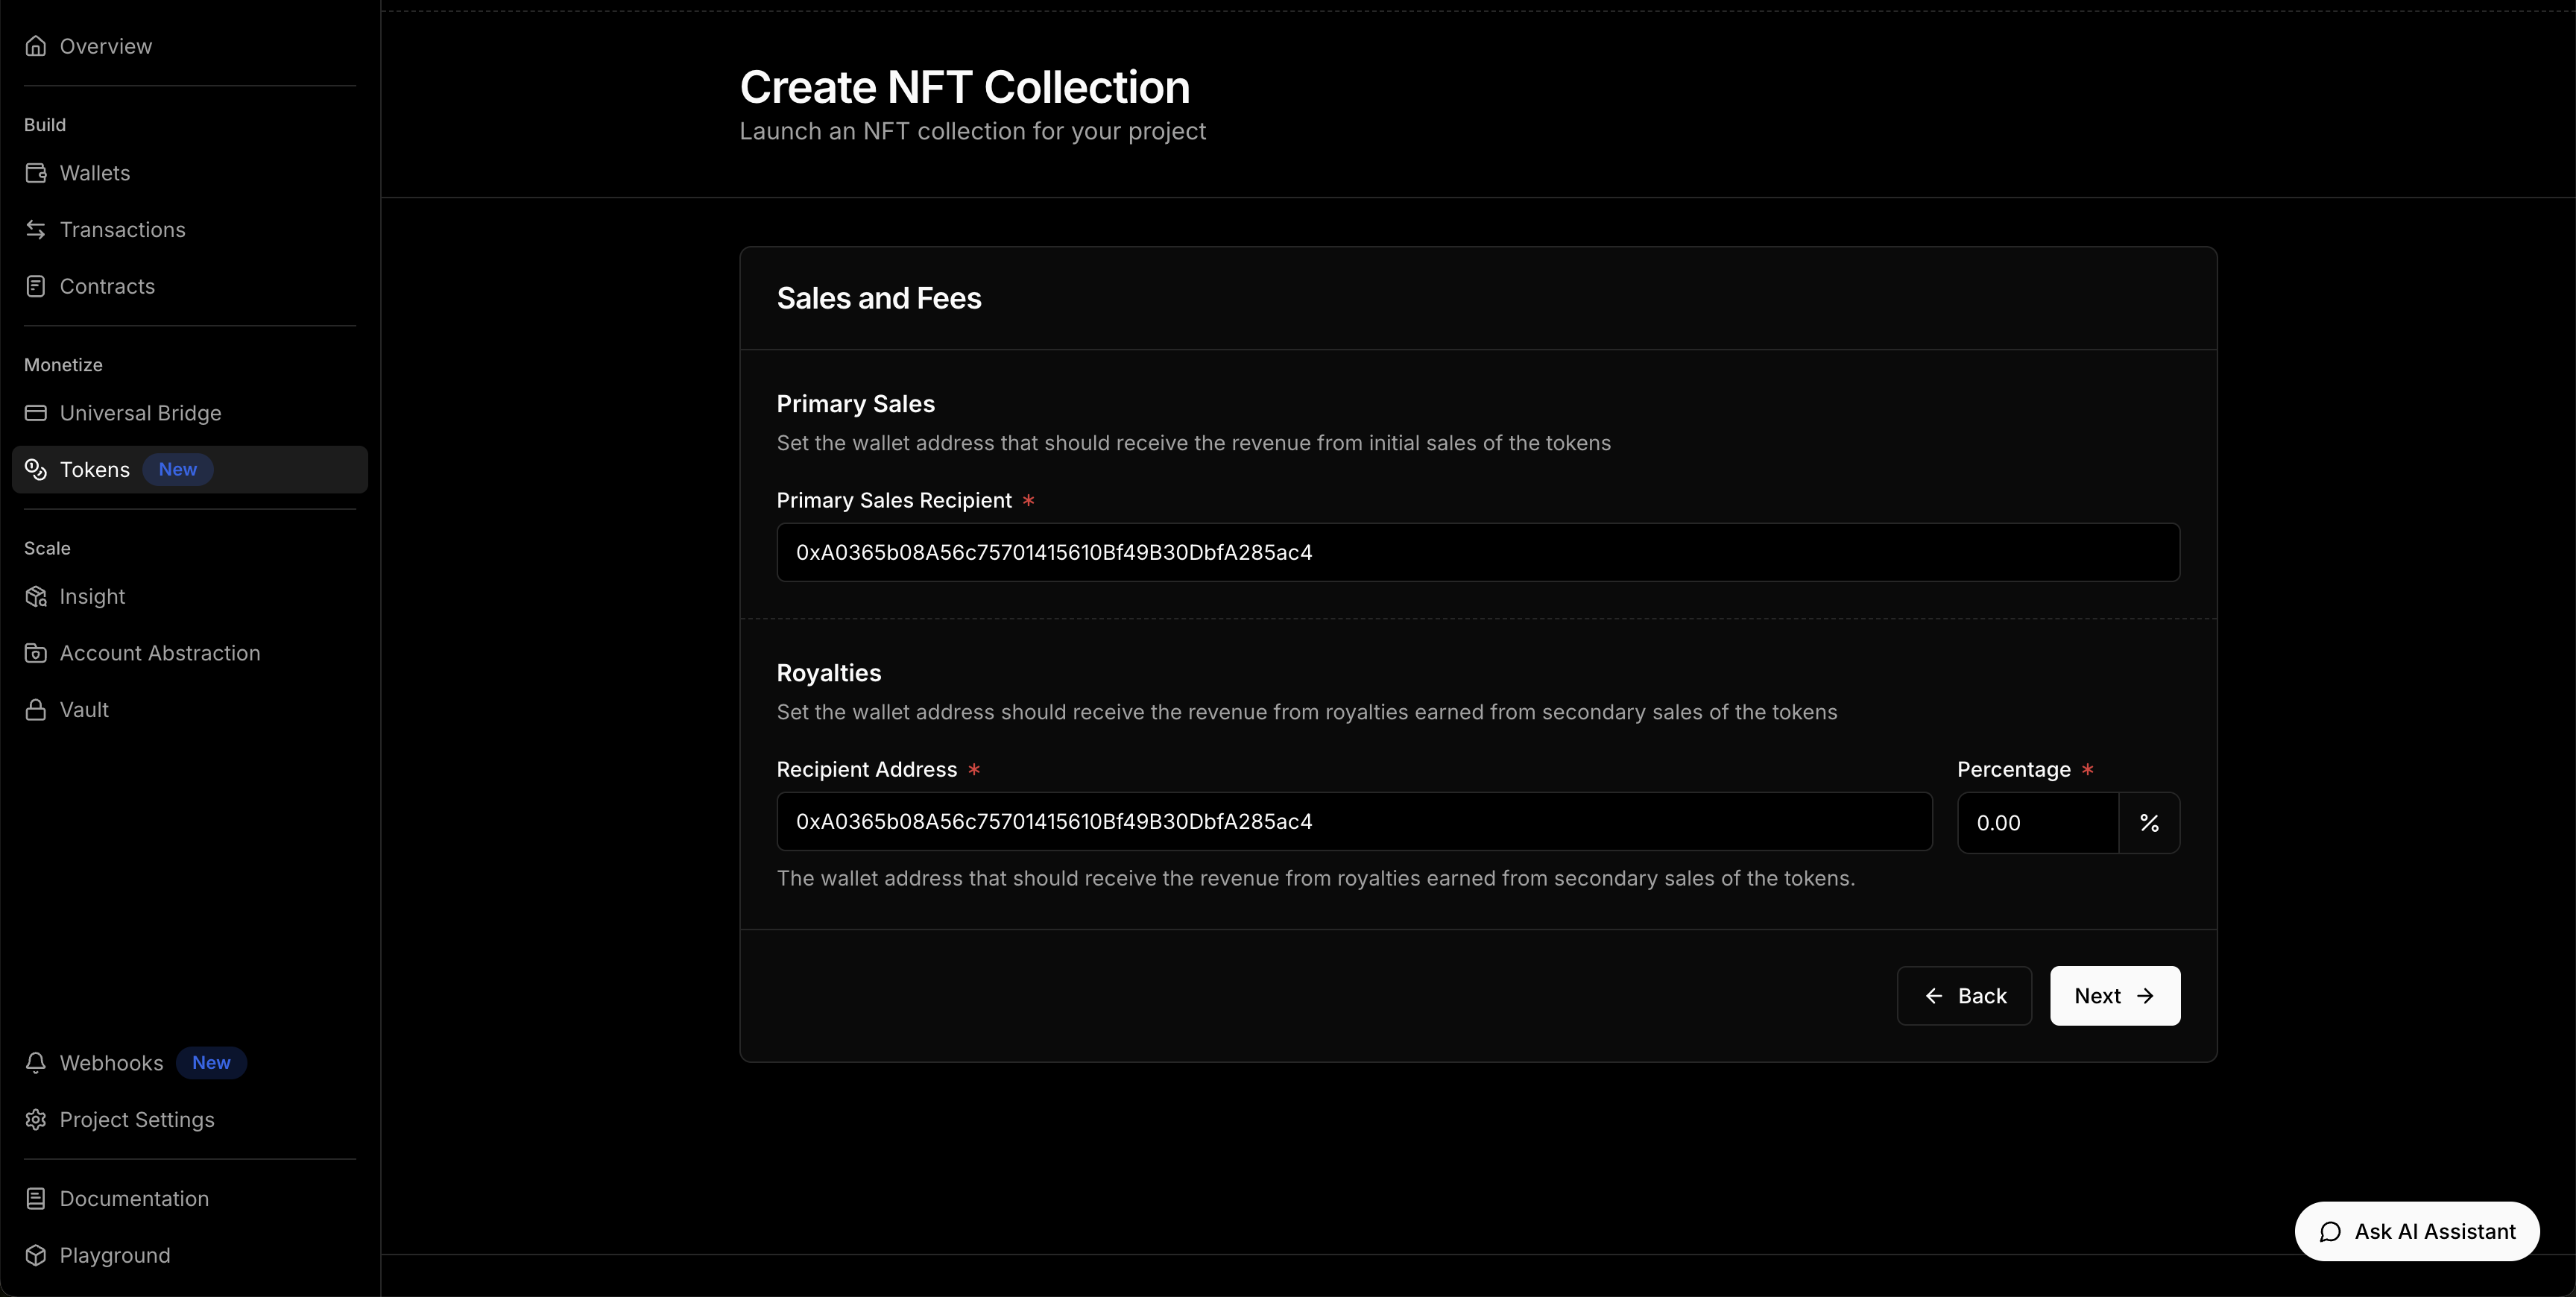 Overview
Build
Wallets
Transactions
Contracts
Monetize
Universal Bridge
Tokens New
Scale
Insight
Account Abstraction
Vault
Webhooks New
Project Settings
Documentation
Playground
Create NFT Collection
Launch an NFT collection for your project
Sales and Fees
Primary Sales
Set the wallet address that should receive the revenue from initial sales of the tokens
Primary Sales Recipient *
0xA0365b08A56c75701415610Bf49B30DbfA285ac4
Royalties
Set the wallet address should receive the revenue from royalties earned from secondary sales of the tokens
Recipient Address * Percentage *
0xA0365b08A56c75701415610Bf49B30DbfA285ac4 0.00 %
The wallet address that should receive the revenue from royalties earned from secondary sales of the tokens.
Back Next
Ask AI Assistant